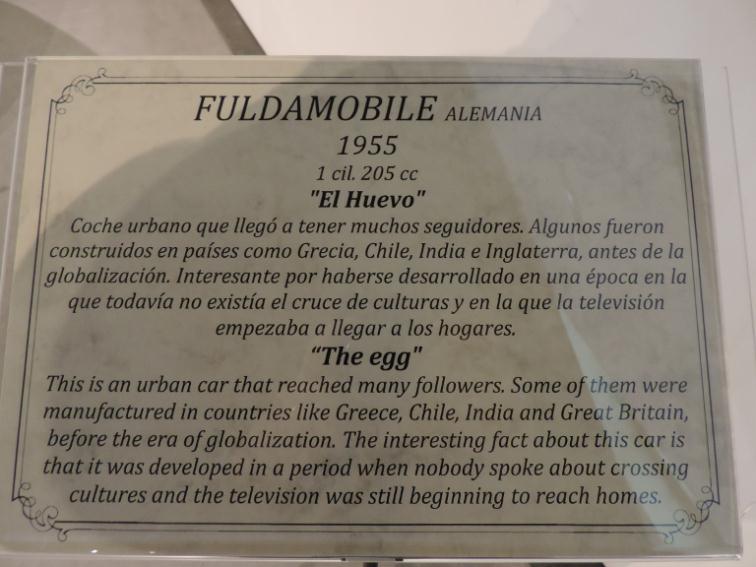 FULDAMOBILE ALEMANIA
1955
1 cil. 205 cc
"El Huevo"
Coche urbano que llegó a tener muchos seguidores. Algunos fueron
construidos en países como Grecia, Chile, India e Inglaterra, antes de la
globalización. Interesante por haberse desarrollado en una época en la
que todavía no existía el cruce de culturas y en la que la televisión
empezaba a llegar a los hogares.
“The egg"
This is an urban car that reached many followers. Some of them were
manufactured in countries like Greece, Chile, India and Great Britain,
before the era of globalization. The interesting fact about this car is
that it was developed in a period when nobody spoke about crossing
cultures and the television was still beginning to reach homes.